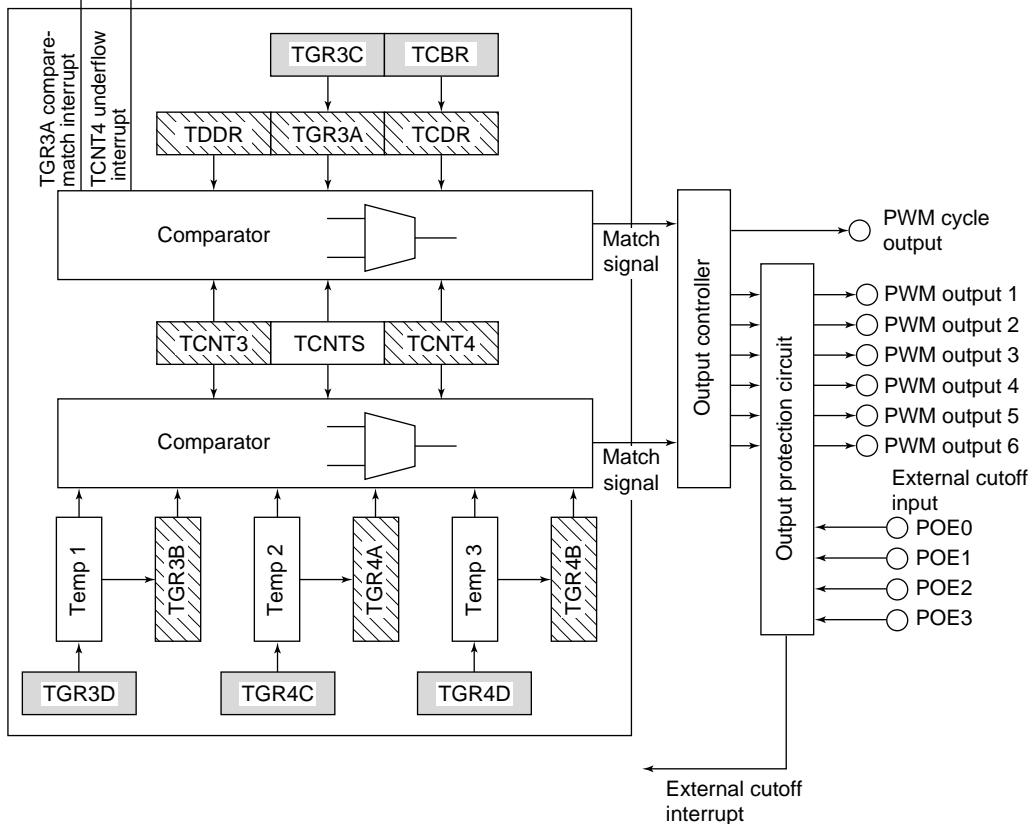 TGR3A compare-
match interrupt
TCNT4 underflow
interrupt
TGR3C
TCBR
TDDR
TGR3A
TCDR
Comparator
Match
signal
TCNT3
TCNTS
TCNT4
Comparator
Match
signal
Output controller
Output protection circuit
PWM cycle
output
PWM output 1
PWM output 2
PWM output 3
PWM output 4
PWM output 5
PWM output 6
External cutoff
input
POE0
POE1
POE2
POE3
Temp 1
TGR3B
Temp 2
TGR4A
Temp 3
TGR4B
TGR3D
TGR4C
TGR4D
External cutoff
interrupt